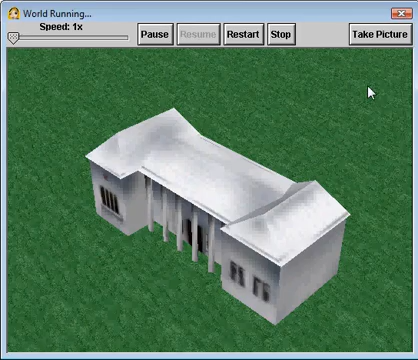 World Running...
Speed: 1x
Pause
Resume
Restart
Stop
Take Picture